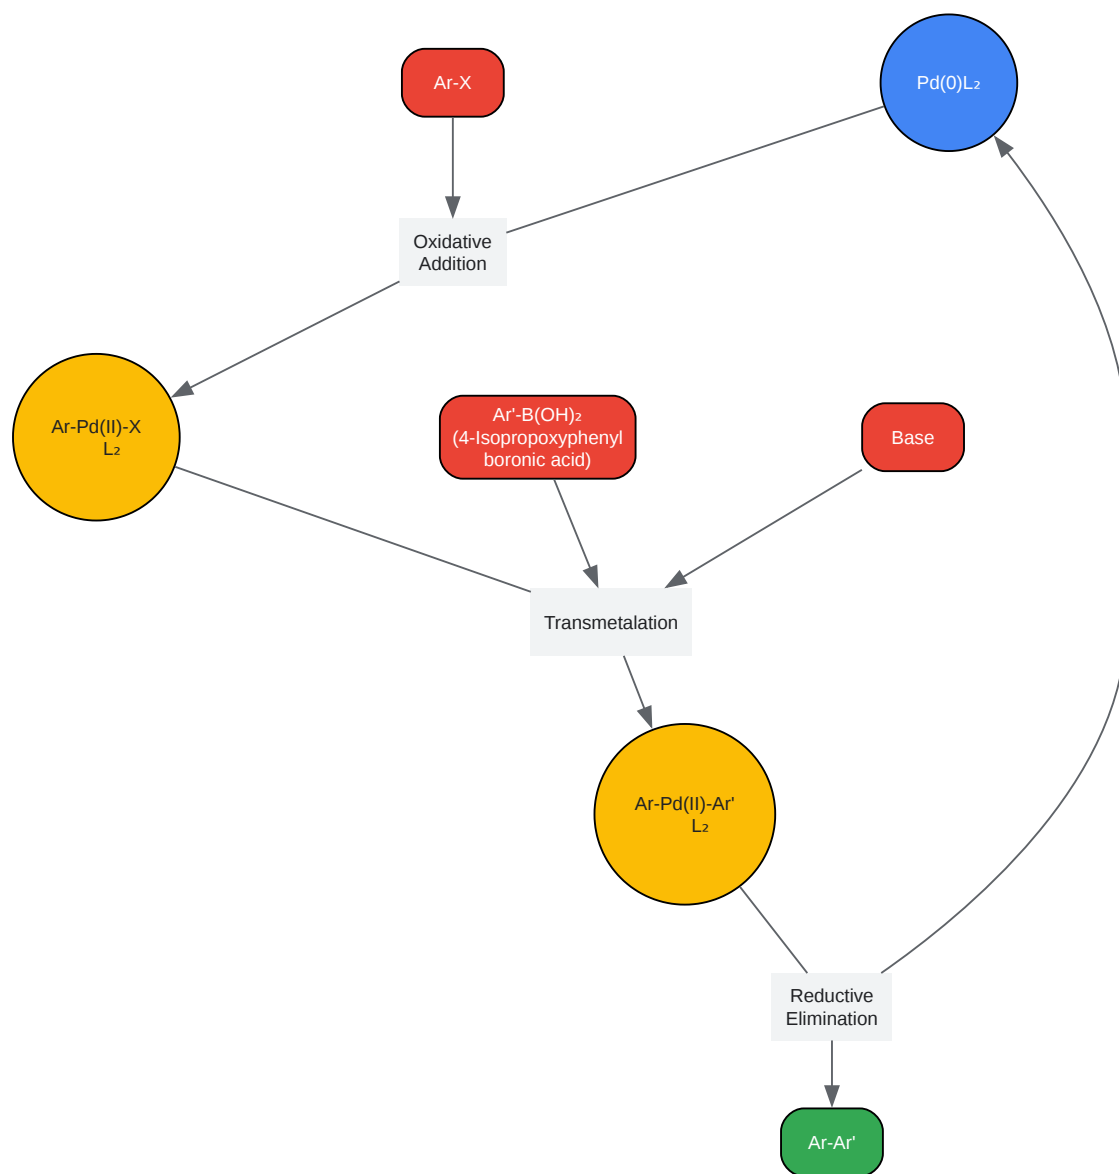 Ar-X
Pd(0)L₂
Oxidative
Addition
Ar-Pd(II)-X
L₂
Ar'-B(OH)₂
(4-Isopropoxyphenyl
boronic acid)
Base
Transmetalation
Ar-Pd(II)-Ar'
L₂
Reductive
Elimination
Ar-Ar'